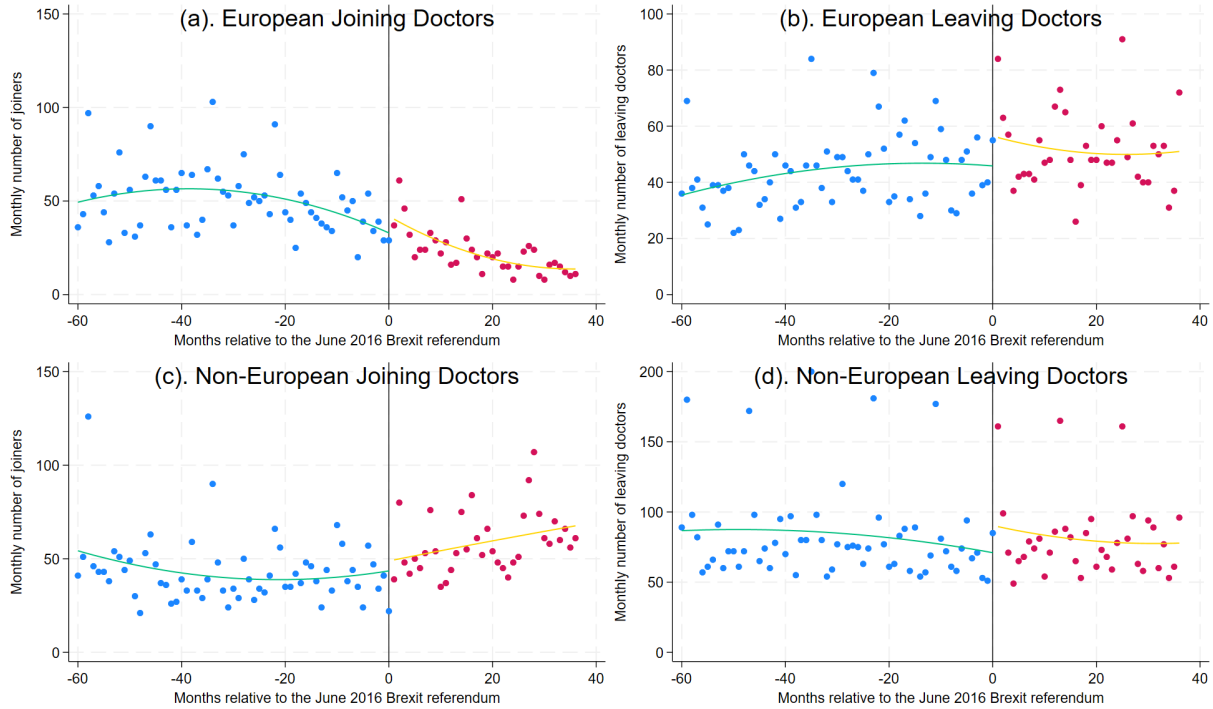 (a). European Joining Doctors
Monthly number of joiners
150
100
50
0
-60 -40 -20 0 20 40
Months relative to the June 2016 Brexit referendum
(b). European Leaving Doctors
Monthly number of leaving doctors
100
80
60
40
20
0
-60 -40 -20 0 20 40
Months relative to the June 2016 Brexit referendum
(c). Non-European Joining Doctors
Monthly number of joiners
150
100
50
0
-60 -40 -20 0 20 40
Months relative to the June 2016 Brexit referendum
(d). Non-European Leaving Doctors
Monthly number of leaving doctors
200
150
100
50
0
-60 -40 -20 0 20 40
Months relative to the June 2016 Brexit referendum